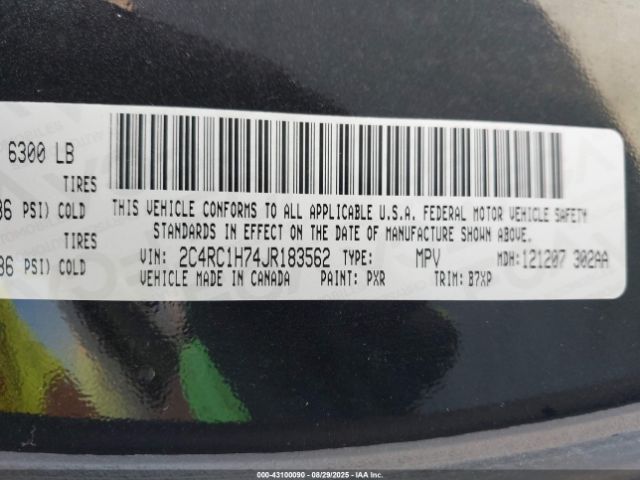 6300 LB
TIRES
36 PSI) COLD
TIRES
36 PSI) COLD
THIS VEHICLE CONFORMS TO ALL APPLICABLE U.S.A. FEDERAL MOTOR VEHICLE SAFETY
STANDARDS IN EFFECT ON THE DATE OF MANUFACTURE SHOWN ABOVE.
VIN: 2C4RC1H74JR183562 TYPE: MPV MDH: 121207 302AA
VEHICLE MADE IN CANADA PAINT: PXR TRIM: B7XP
000-43100090 - 08/29/2025 - IAA Inc.